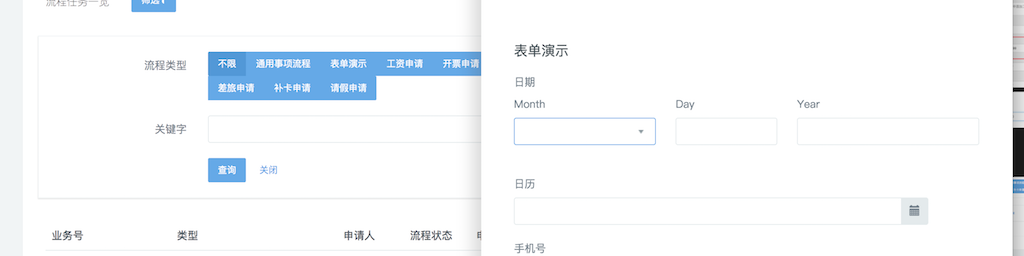 流程任务一览 筛选
流程类型 不限 通用事项流程 表单演示 工资申请 开票申请
差旅申请 补卡申请 请假申请
关键字
查询 关闭
业务号 类型 申请人 流程状态
表单演示
日期
Month Day Year
日历
手机号